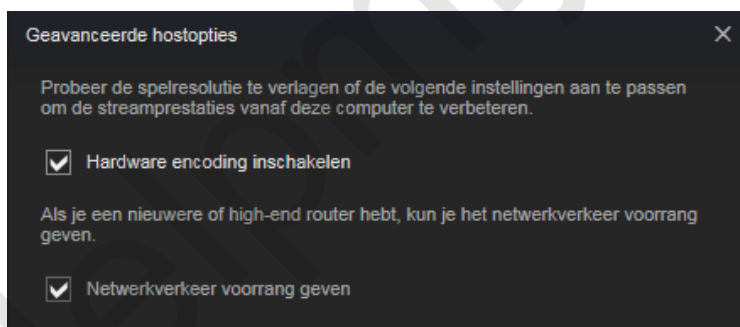 Geavanceerde hostopties
Probeer de spelresolutie te verlagen of de volgende instellingen aan te passen
om de streamprestaties vanaf deze computer te verbeteren.
Hardware encoding inschakelen
Als je een nieuwere of high-end router hebt, kun je het netwerkverkeer voorrang
geven.
Netwerkverkeer voorrang geven